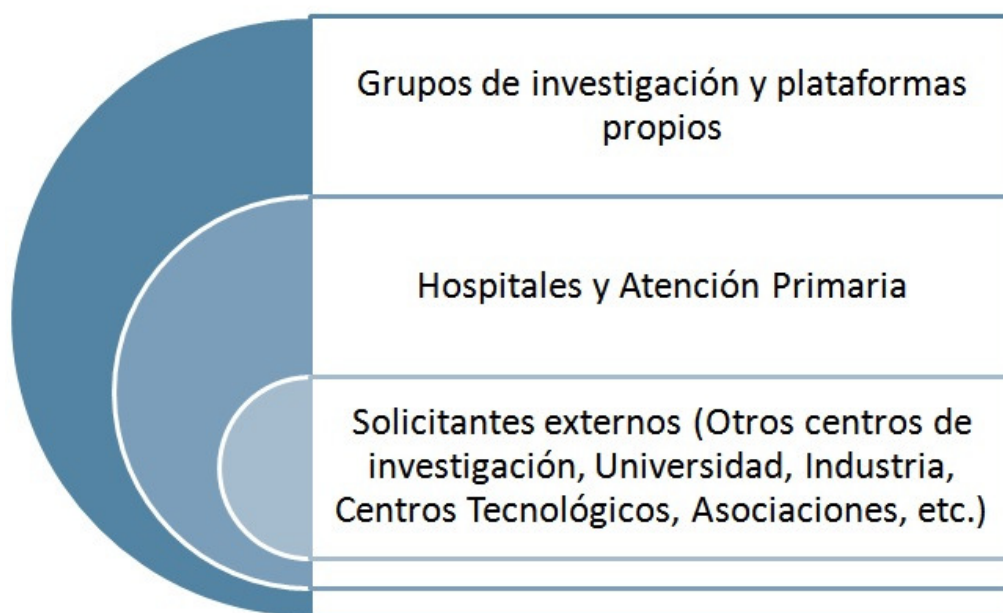 Grupos de investigación y plataformas
propios
Hospitales y Atención Primaria
Solicitantes externos (Otros centros de
investigación, Universidad, Industria,
Centros Tecnológicos, Asociaciones, etc.)